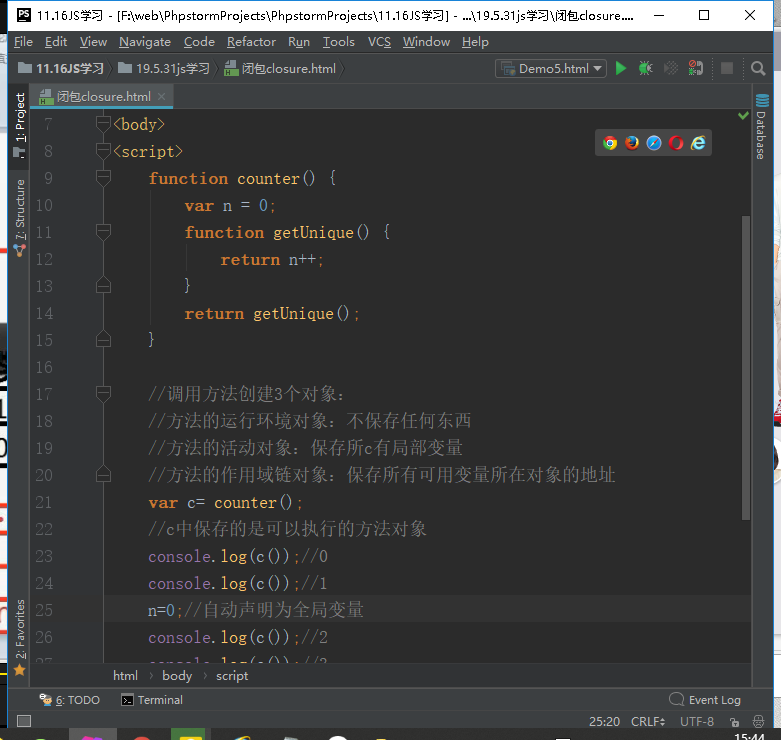 PS 11.16JS学习 - [F:\web\PhpstormProjects\PhpstormProjects\11.16JS学习] - ...\19.5.31js学习\闭包closure....
File Edit View Navigate Code Refactor Run Tools VCS Window Help
11.16JS学习 19.5.31js学习 闭包closure.html Demo5.html
1: Project
7: Structure
2: Favorites
Database
闭包closure.html
7 <body>
8 <script>
9 function counter() {
10 var n = 0;
11 function getUnique() {
12 return n++;
13 }
14 return getUnique();
15 }
16
17 //调用方法创建3个对象:
18 //方法的运行环境对象: 不保存任何东西
19 //方法的活动对象: 保存所c有局部变量
20 //方法的作用域链对象: 保存所有可用变量所在对象的地址
21 var c= counter();
22 //c中保存的是可以执行的方法对象
23 console.log(c());//0
24 console.log(c());//1
25 n=0;//自动声明为全局变量
26 console.log(c());//2
27 console.log(c());//3
html body script
6: TODO Terminal Event Log
25:20 CRLF UTF-8
15:44